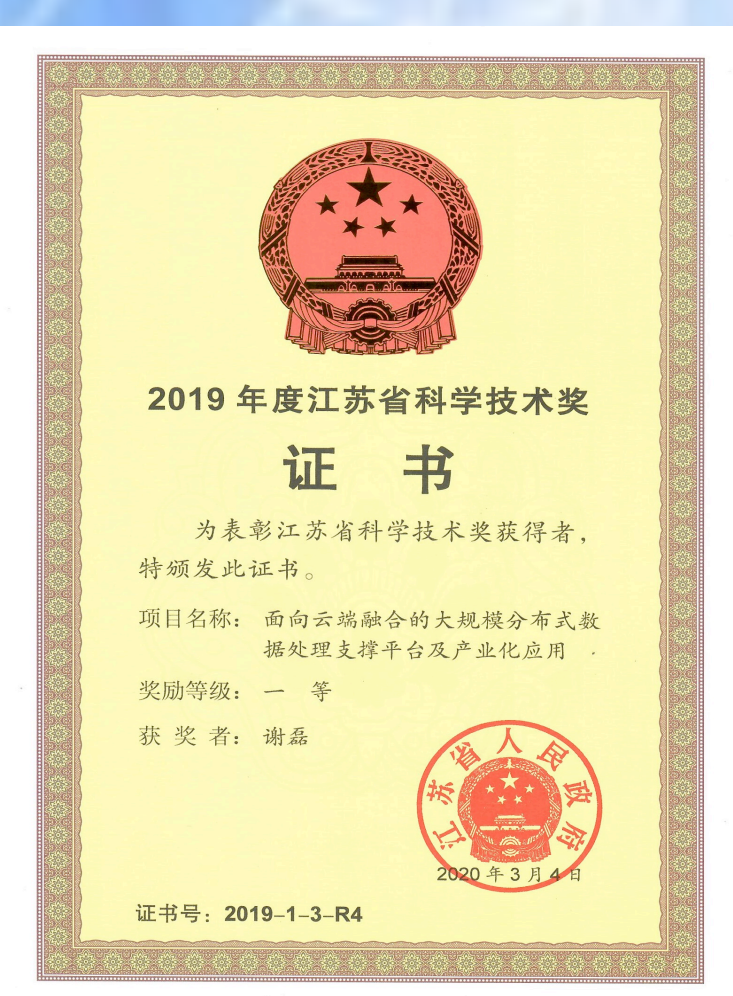 2019 年度江苏省科学技术奖
证 书
为表彰江苏省科学技术奖获得者，
特颁发此证书。
项目名称： 面向云端融合的大规模分布式数
据处理支撑平台及产业化应用
奖励等级： 一 等
获 奖 者： 谢磊
江苏省人民政府
2020 年 3 月 4 日
证书号：2019–1–3–R4